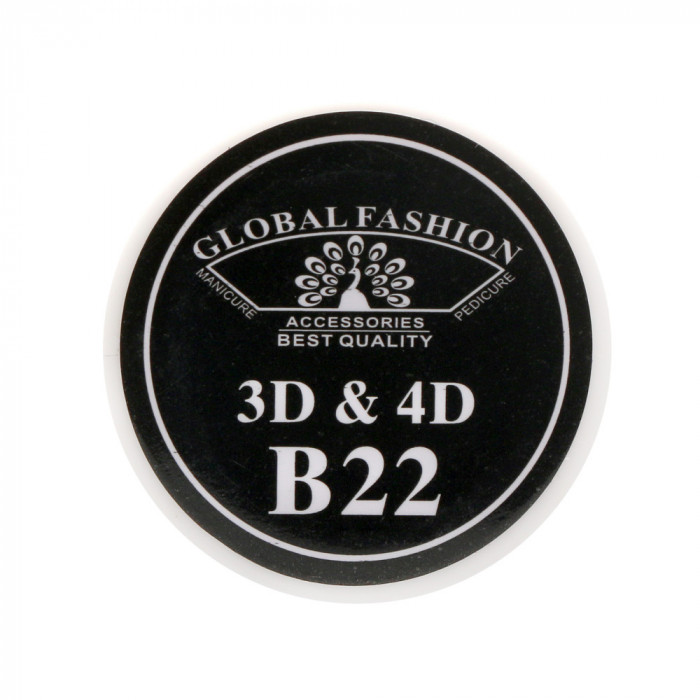 GLOBAL FASHION
MANICURE
PEDICURE
ACCESSORIES
BEST QUALITY
3D & 4D
B22